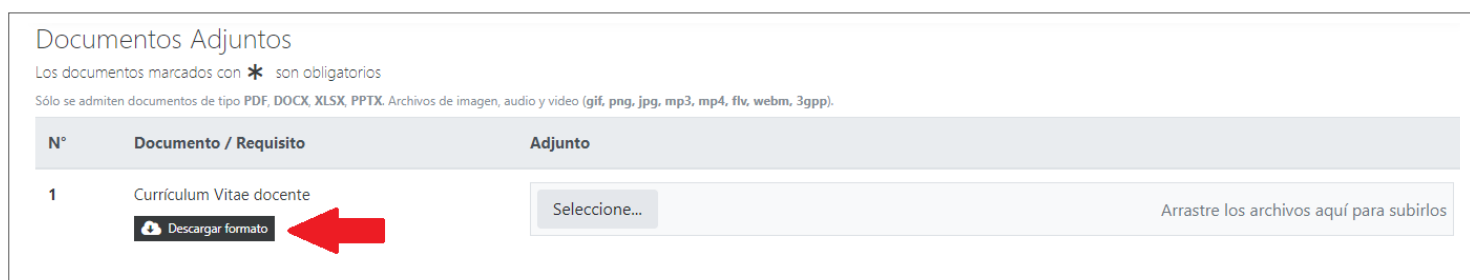 Documentos Adjuntos
Los documentos marcados con * son obligatorios
Sólo se admiten documentos de tipo PDF, DOCX, XLSX, PPTX. Archivos de imagen, audio y video (gif, png, jpg, mp3, mp4, flv, webm, 3gpp).
N° Documento / Requisito Adjunto
1 Currículum Vitae docente
Seleccione... Arrastre los archivos aquí para subirlos
Descargar formato